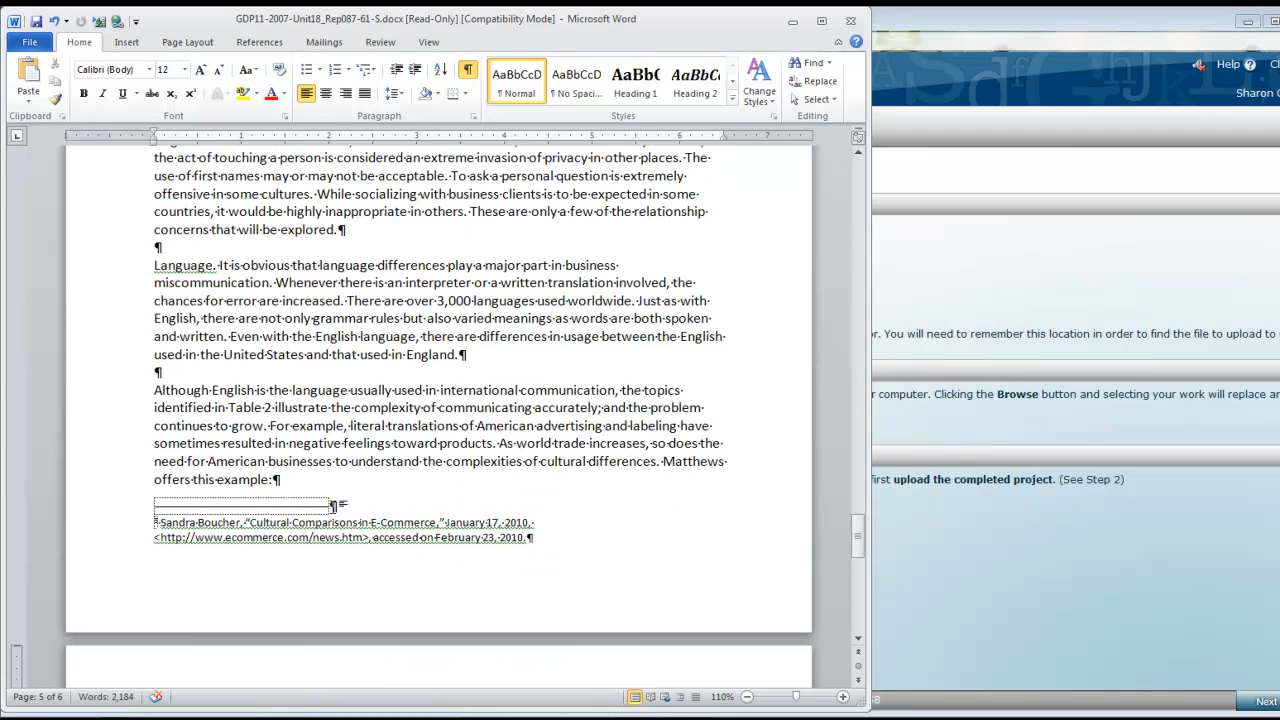 GDP11-2007-Unit18_Rep087-61-S.docx [Read-Only] [Compatibility Mode] - Microsoft Word
File Home Insert Page Layout References Mailings Review View
Help
Sharon
Calibri (Body) 12
Paste
AaBbCcD AaBbCcD AaBbC AaBbCc
¶ Normal ¶ No Spaci... Heading 1 Heading 2
Change Styles
Find
Replace
Select
Clipboard Font Paragraph Styles Editing
1 1 2 3 4 5 6 7
the act of touching a person is considered an extreme invasion of privacy in other places. The
use of first names may or may not be acceptable. To ask a personal question is extremely
offensive in some cultures. While socializing with business clients is to be expected in some
countries, it would be highly inappropriate in others. These are only a few of the relationship
concerns that will be explored.¶
¶
Language. It is obvious that language differences play a major part in business
miscommunication. Whenever there is an interpreter or a written translation involved, the
chances for error are increased. There are over 3,000 languages used worldwide. Just as with
English, there are not only grammar rules but also varied meanings as words are both spoken
and written. Even with the English language, there are differences in usage between the English
used in the United States and that used in England.¶
¶
Although English is the language usually used in international communication, the topics
identified in Table 2 illustrate the complexity of communicating accurately; and the problem
continues to grow. For example, literal translations of American advertising and labeling have
sometimes resulted in negative feelings toward products. As world trade increases, so does the
need for American businesses to understand the complexities of cultural differences. Matthews
offers this example:¶
¶
Sandra Boucher, “Cultural Comparisons in E-Commerce,” January 17, 2010,
<http://www.ecommerce.com/news.htm>, accessed on February 23, 2010.¶
or. You will need to remember this location in order to find the file to upload to
r computer. Clicking the Browse button and selecting your work will replace
first upload the completed project. (See Step 2)
Page: 5 of 6 Words: 2,184 110%
Next